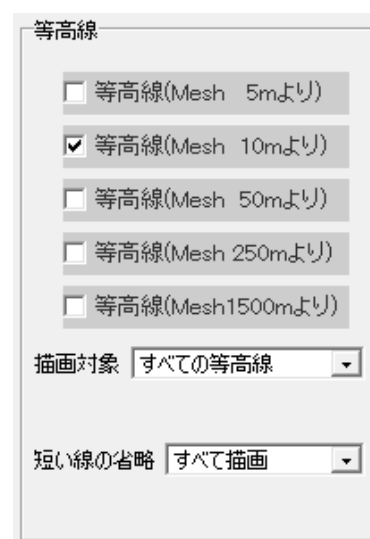 等高線
等高線(Mesh 5mより)
等高線(Mesh 10mより)
等高線(Mesh 50mより)
等高線(Mesh 250mより)
等高線(Mesh1500mより)
描画対象 すべての等高線
短い線の省略 すべて描画